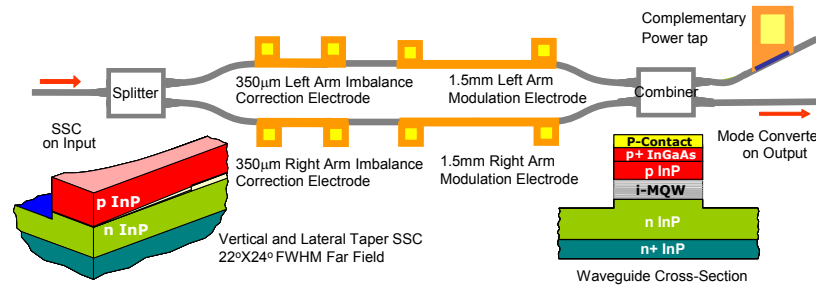 Complementary
Power tap
Splitter
350μm Left Arm Imbalance
Correction Electrode
1.5mm Left Arm
Modulation Electrode
Combiner
SSC
on Input
350μm Right Arm Imbalance
Correction Electrode
1.5mm Right Arm
Modulation Electrode
Mode Converter
on Output
P-Contact
p+ InGaAs
p InP
i-MQW
n InP
n+ InP
Waveguide Cross-Section
p InP
n InP
Vertical and Lateral Taper SSC
22ºX24º FWHM Far Field